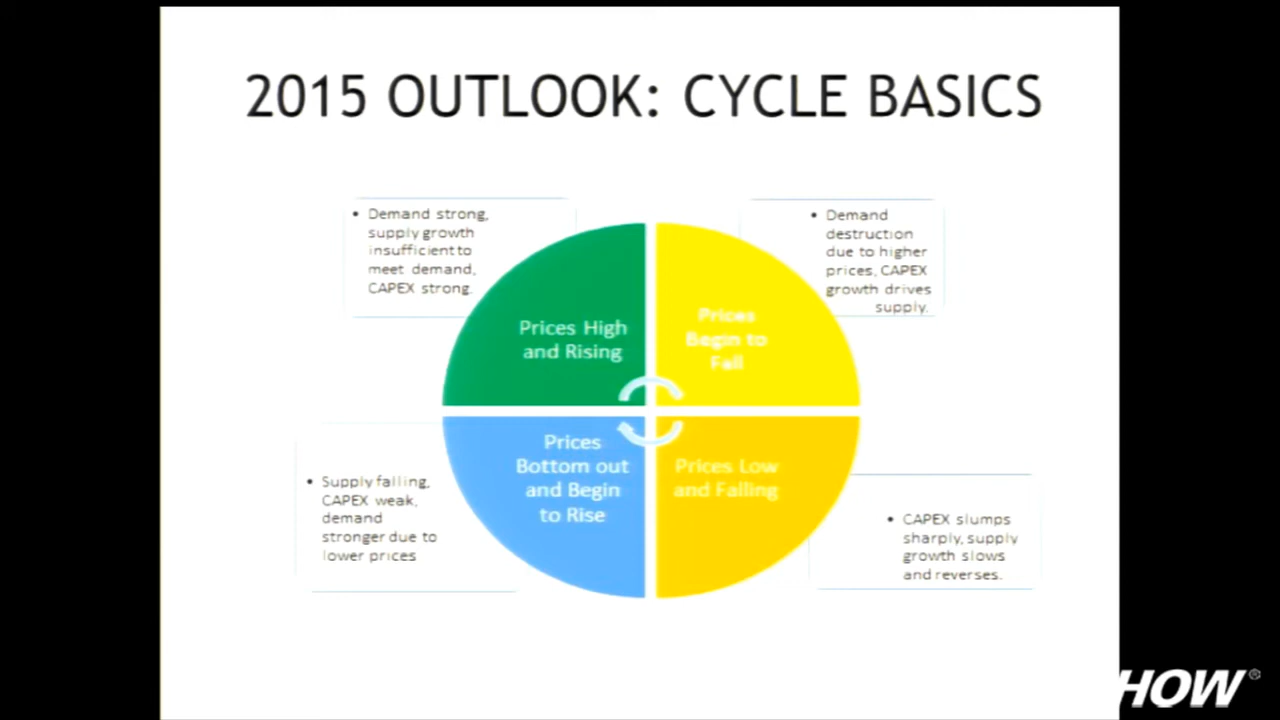 2015 OUTLOOK: CYCLE BASICS
• Demand strong,
supply growth
insufficient to
meet demand,
CAPEX strong.
• Demand
destruction
due to higher
prices, CAPEX
growth drives
supply.
Prices High
and Rising
Prices
Begin to
Fall
Prices
Bottom out
and Begin
to Rise
Prices Low
and Falling
• Supply falling,
CAPEX weak,
demand
stronger due to
lower prices
• CAPEX slumps
sharply, supply
growth slows
and reverses.
HOW®